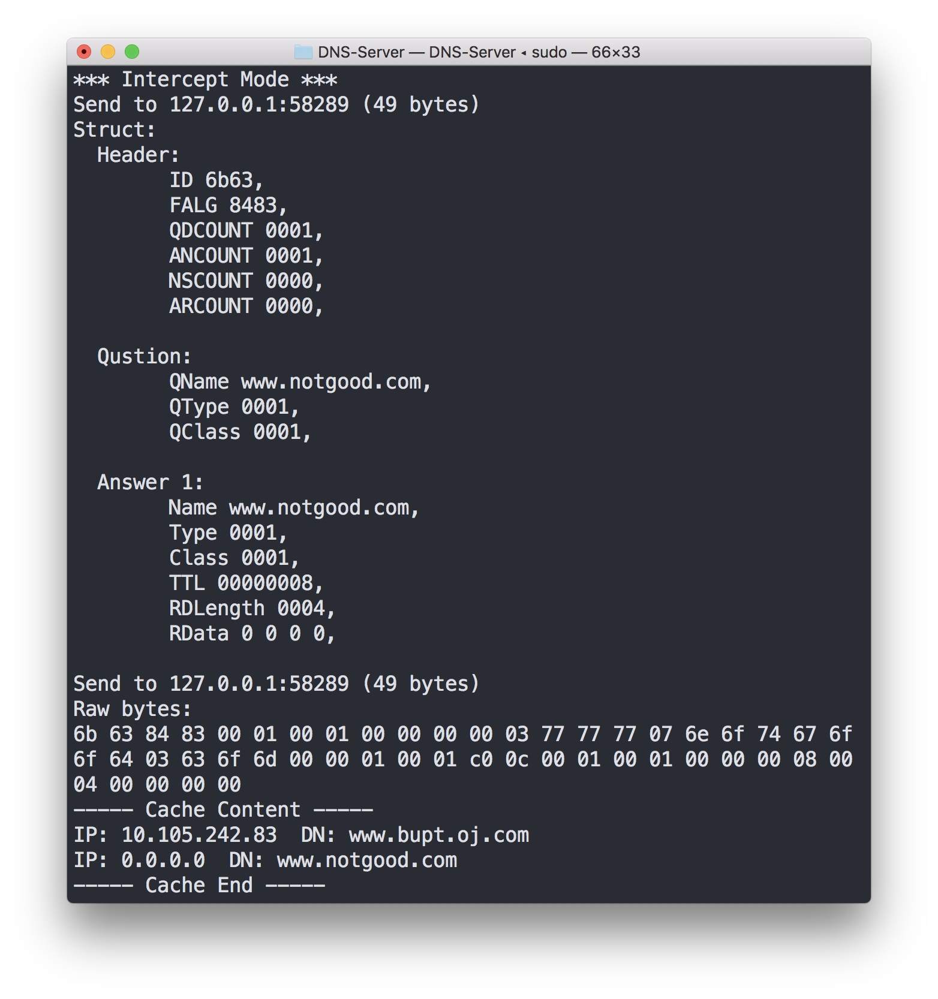 DNS-Server — DNS-Server ◂ sudo — 66×33
*** Intercept Mode ***
Send to 127.0.0.1:58289 (49 bytes)
Struct:
  Header:
        ID 6b63,
        FALG 8483,
        QDCOUNT 0001,
        ANCOUNT 0001,
        NSCOUNT 0000,
        ARCOUNT 0000,

  Qustion:
        QName www.notgood.com,
        QType 0001,
        QClass 0001,

  Answer 1:
        Name www.notgood.com,
        Type 0001,
        Class 0001,
        TTL 00000008,
        RDLength 0004,
        RData 0 0 0 0,

Send to 127.0.0.1:58289 (49 bytes)
Raw bytes:
6b 63 84 83 00 01 00 01 00 00 00 00 03 77 77 77 07 6e 6f 74 67 6f
6f 64 03 63 6f 6d 00 00 01 00 01 c0 0c 00 01 00 01 00 00 00 08 00
04 00 00 00 00
----- Cache Content -----
IP: 10.105.242.83  DN: www.bupt.oj.com
IP: 0.0.0.0  DN: www.notgood.com
----- Cache End -----